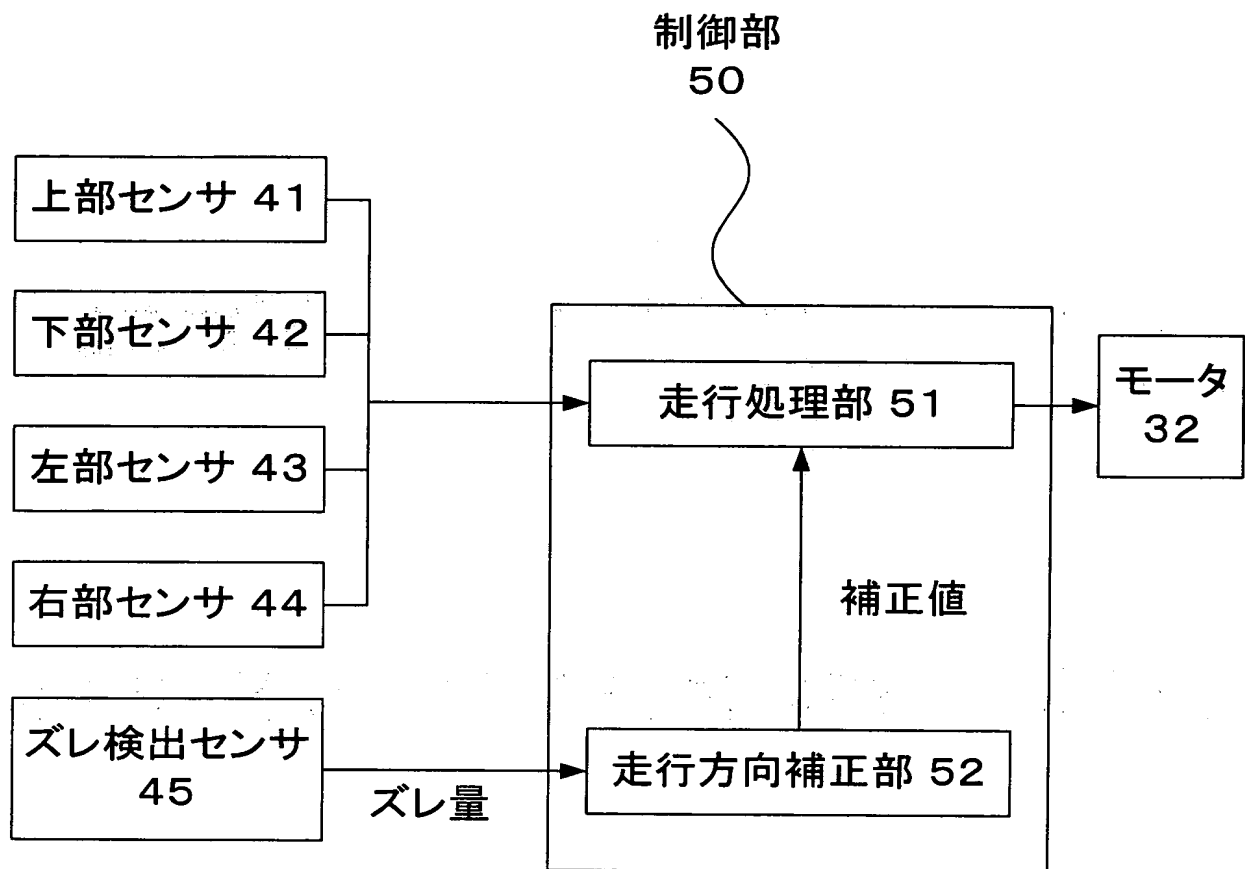 制御部
50
上部センサ 41
下部センサ 42
左部センサ 43
右部センサ 44
ズレ検出センサ
45
ズレ量
走行処理部 51
補正値
走行方向補正部 52
モータ
32